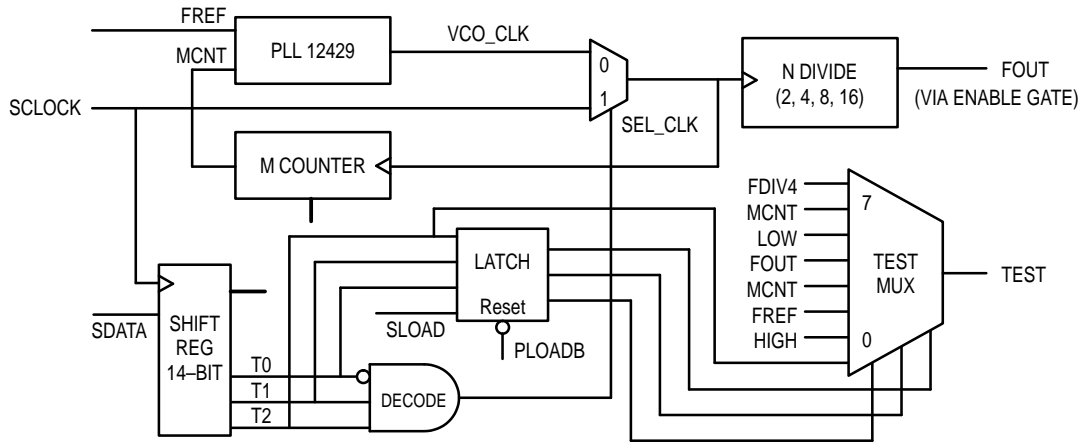 FREF
MCNT
PLL 12429
VCO_CLK
0
1
SEL_CLK
N DIVIDE
(2, 4, 8, 16)
FOUT
(VIA ENABLE GATE)
SCLOCK
M COUNTER
SDATA
SHIFT
REG
14–BIT
T0
T1
T2
LATCH
Reset
SLOAD
PLOADB
DECODE
FDIV4
MCNT
LOW
FOUT
MCNT
FREF
HIGH
7
0
TEST
MUX
TEST